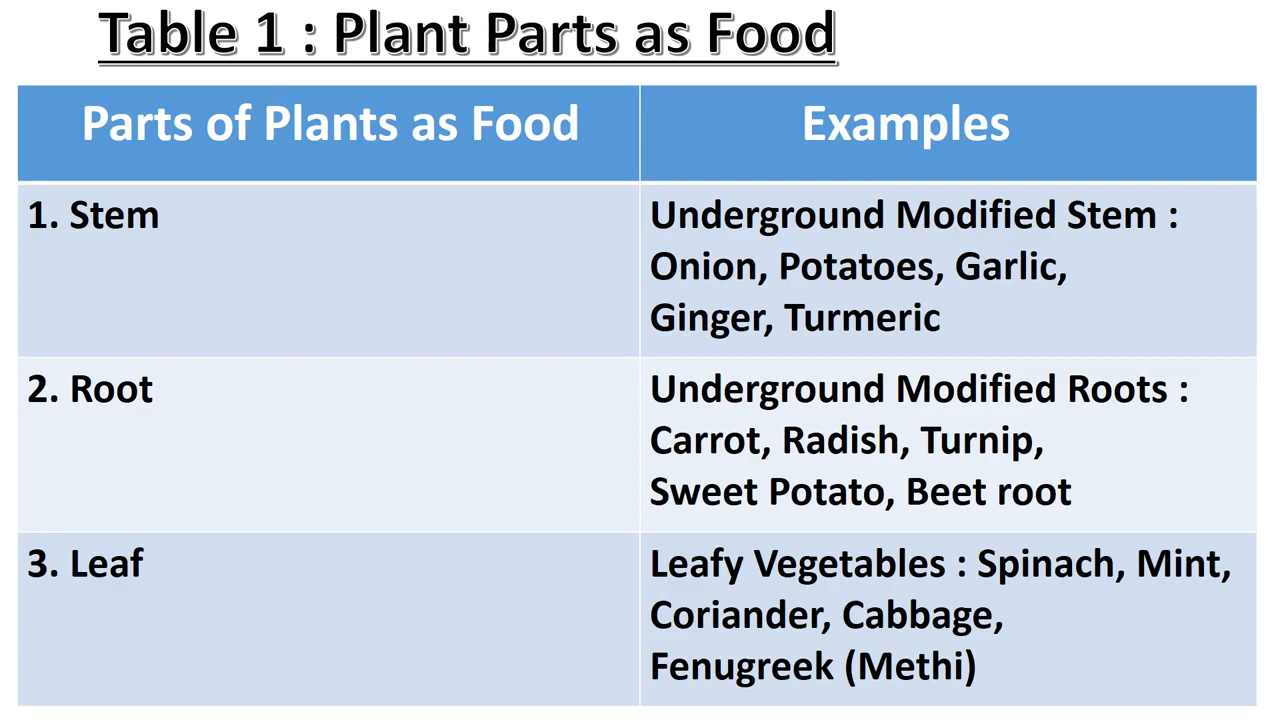 Table 1 : Plant Parts as Food
Parts of Plants as Food
Examples
1. Stem
Underground Modified Stem :
Onion, Potatoes, Garlic,
Ginger, Turmeric
2. Root
Underground Modified Roots :
Carrot, Radish, Turnip,
Sweet Potato, Beet root
3. Leaf
Leafy Vegetables : Spinach, Mint,
Coriander, Cabbage,
Fenugreek (Methi)